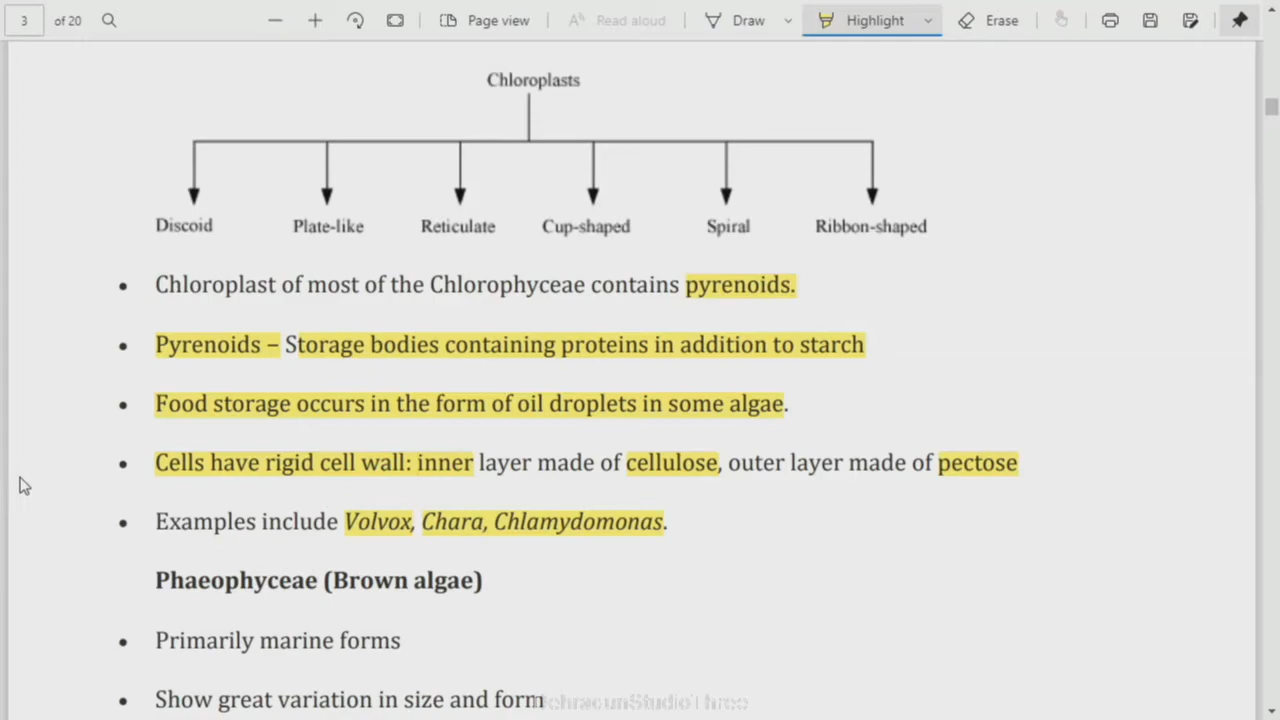 3 of 20 Page view Read aloud Draw Highlight Erase
Chloroplasts
Discoid Plate-like Reticulate Cup-shaped Spiral Ribbon-shaped
• Chloroplast of most of the Chlorophyceae contains pyrenoids.
• Pyrenoids – Storage bodies containing proteins in addition to starch
• Food storage occurs in the form of oil droplets in some algae.
• Cells have rigid cell wall: inner layer made of cellulose, outer layer made of pectose
• Examples include Volvox, Chara, Chlamydomonas.
Phaeophyceae (Brown algae)
• Primarily marine forms
• Show great variation in size and form